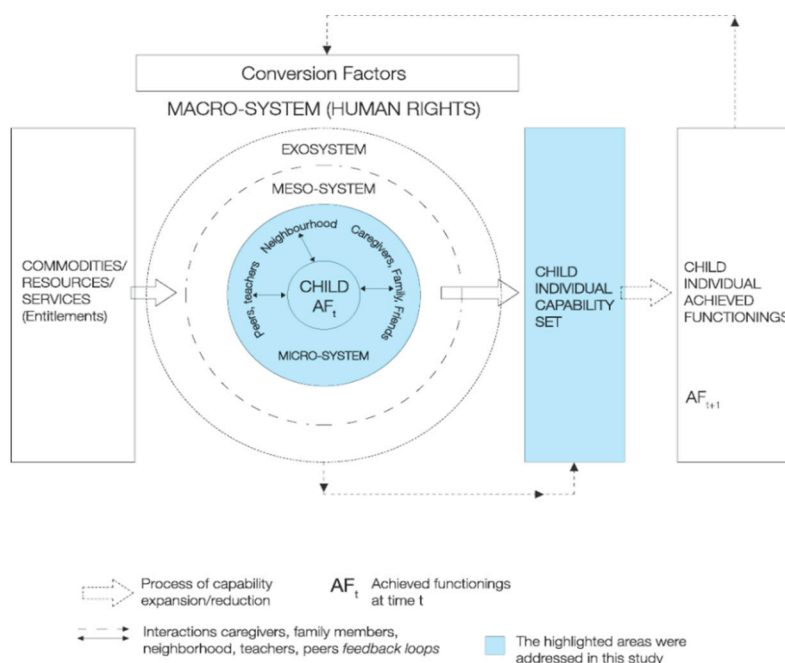 Conversion Factors
MACRO-SYSTEM (HUMAN RIGHTS)
EXOSYSTEM
MESO-SYSTEM
Neighbourhood
Caregivers, Family, Friends
Peers, teachers
CHILD
AFt
MICRO-SYSTEM
COMMODITIES/
RESOURCES/
SERVICES
(Entitlements)
CHILD
INDIVIDUAL
CAPABILITY
SET
CHILD
INDIVIDUAL
ACHIEVED
FUNCTIONINGS
AFt+1
Process of capability
expansion/reduction
AFt
Achieved functionings
at time t
Interactions caregivers, family members,
neighborhood, teachers, peers feedback loops
The highlighted areas were
addressed in this study